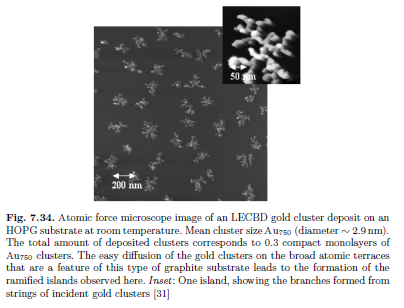 50 nm
200 nm
Fig. 7.34. Atomic force microscope image of an LECBD gold cluster deposit on an
HOPG substrate at room temperature. Mean cluster size Au750 (diameter ∼ 2.9 nm).
The total amount of deposited clusters corresponds to 0.3 compact monolayers of
Au750 clusters. The easy diffusion of the gold clusters on the broad atomic terraces
that are a feature of this type of graphite substrate leads to the formation of the
ramified islands observed here. Inset: One island, showing the branches formed from
strings of incident gold clusters [31]